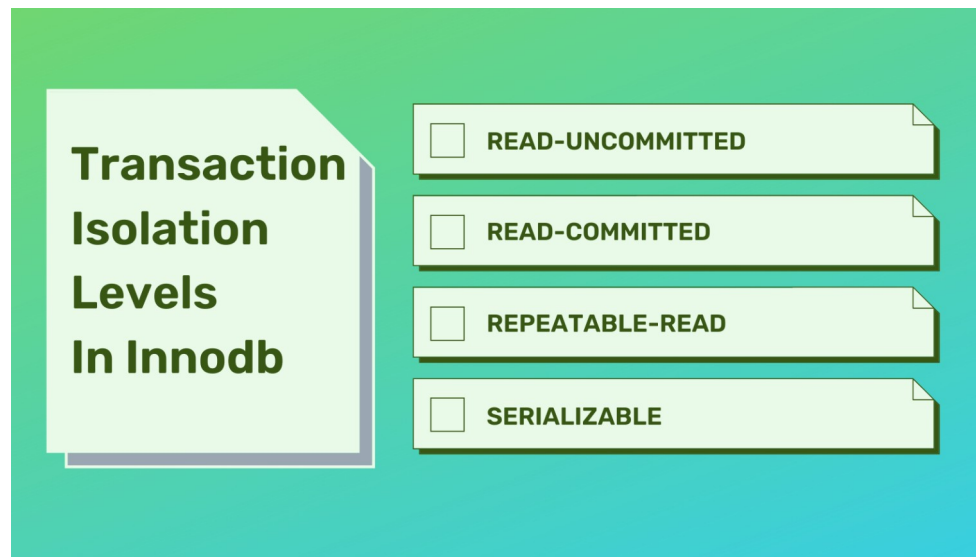 Transaction
Isolation
Levels
In Innodb
READ-UNCOMMITTED
READ-COMMITTED
REPEATABLE-READ
SERIALIZABLE